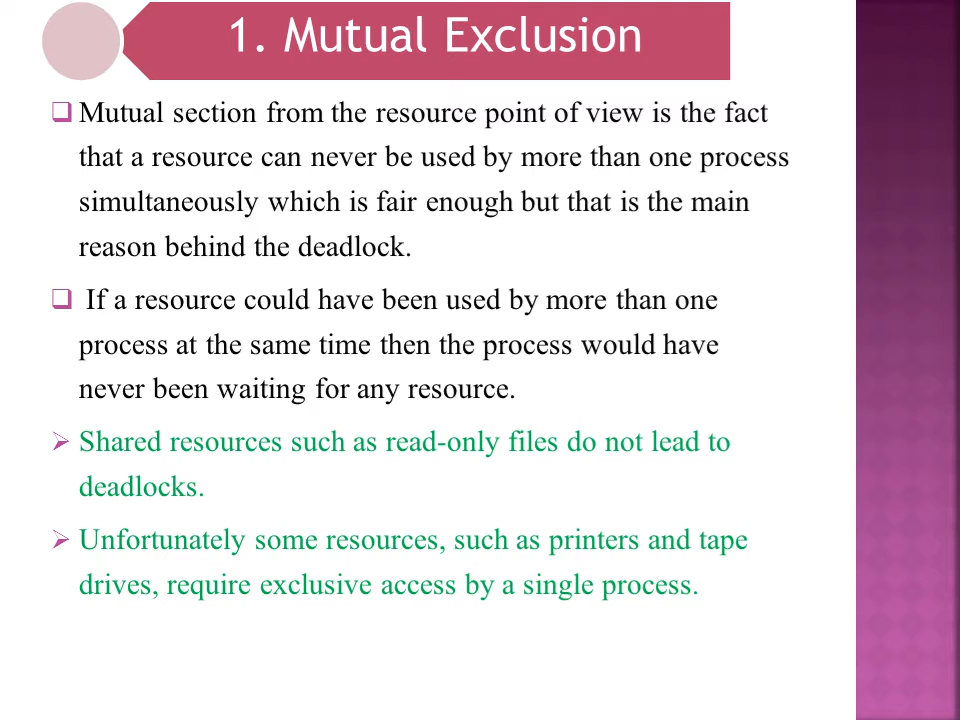 1. Mutual Exclusion
Mutual section from the resource point of view is the fact
that a resource can never be used by more than one process
simultaneously which is fair enough but that is the main
reason behind the deadlock.
If a resource could have been used by more than one
process at the same time then the process would have
never been waiting for any resource.
Shared resources such as read-only files do not lead to
deadlocks.
Unfortunately some resources, such as printers and tape
drives, require exclusive access by a single process.